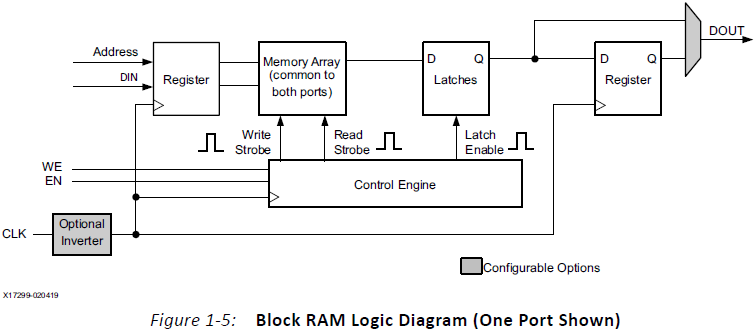 Address
DIN
Register
Memory Array
(common to
both ports)
D Q
Latches
D Q
Register
DOUT
Write
Strobe
Read
Strobe
Latch
Enable
WE
EN
Control Engine
CLK
Optional
Inverter
Configurable Options
X17299-020419
Figure 1-5: Block RAM Logic Diagram (One Port Shown)